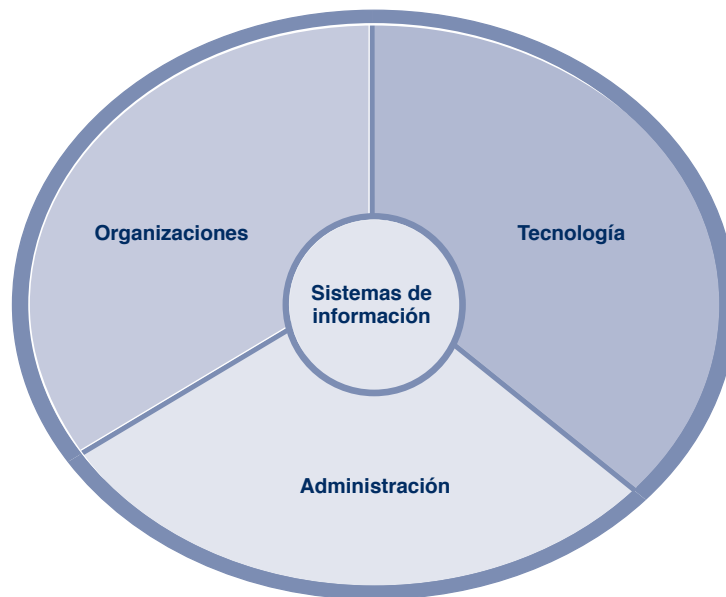 Organizaciones
Tecnología
Sistemas de
información
Administración